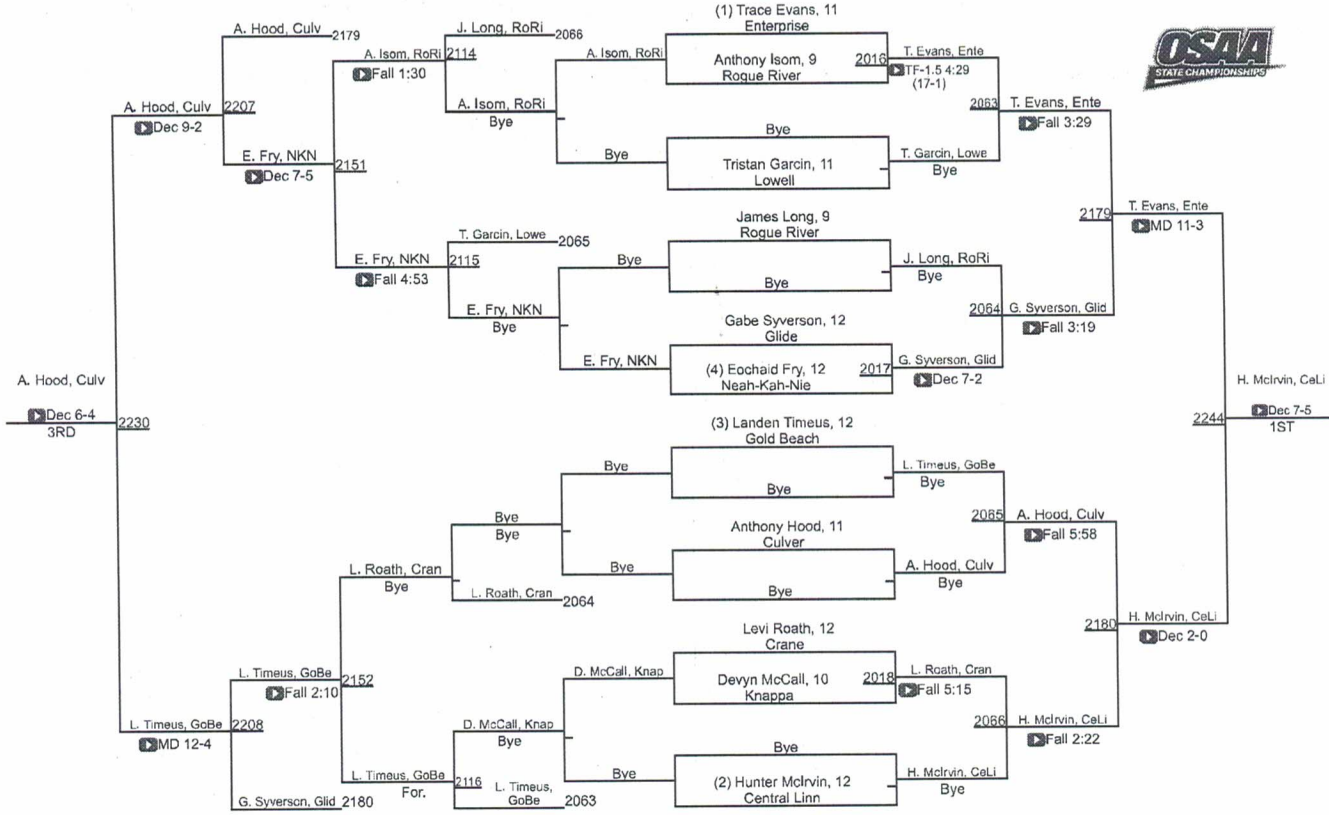 OSAA
STATE CHAMPIONSHIPS
(1) Trace Evans, 11
Enterprise
Anthony Isom, 9
Rogue River
2016
Bye
Tristan Garcin, 11
Lowell
James Long, 9
Rogue River
Bye
Gabe Syverson, 12
Glide
(4) Eochaid Fry, 12
Neah-Kah-Nie
2017
(3) Landen Timeus, 12
Gold Beach
Bye
Anthony Hood, 11
Culver
Bye
Levi Roath, 12
Crane
Devyn McCall, 10
Knappa
2018
Bye
(2) Hunter McIrvin, 12
Central Linn
T. Evans, Ente
TF-1.5 4:29
(17-1)
2063
T. Garcin, Lowe
Bye
J. Long, RoRi
Bye
2064
G. Syverson, Glid
Dec 7-2
L. Timeus, GoBe
Bye
2065
A. Hood, Culv
Bye
L. Roath, Cran
Fall 5:15
2066
H. McIrvin, CeLi
Bye
T. Evans, Ente
Fall 3:29
2179
G. Syverson, Glid
Fall 3:19
A. Hood, Culv
Fall 5:58
2180
H. McIrvin, CeLi
Fall 2:22
T. Evans, Ente
MD 11-3
2244
H. McIrvin, CeLi
Dec 2-0
H. McIrvin, CeLi
Dec 7-5
1ST
A. Isom, RoRi
Bye
Bye
E. Fry, NKN
Bye
Bye
D. McCall, Knap
Bye
J. Long, RoRi
2066
A. Isom, RoRi
Bye
T. Garcin, Lowe
2065
E. Fry, NKN
Bye
Bye
Bye
L. Roath, Cran
2064
D. McCall, Knap
Bye
L. Timeus,
GoBe
2063
A. Isom, RoRi
2114
Fall 1:30
E. Fry, NKN
2115
Fall 4:53
L. Roath, Cran
Bye
L. Timeus, GoBe
2116
For.
A. Hood, Culv
2179
E. Fry, NKN
2151
Dec 7-5
L. Timeus, GoBe
2152
Fall 2:10
G. Syverson, Glid
2180
A. Hood, Culv
2207
Dec 9-2
L. Timeus, GoBe
2208
MD 12-4
A. Hood, Culv
Dec 6-4
3RD
2230